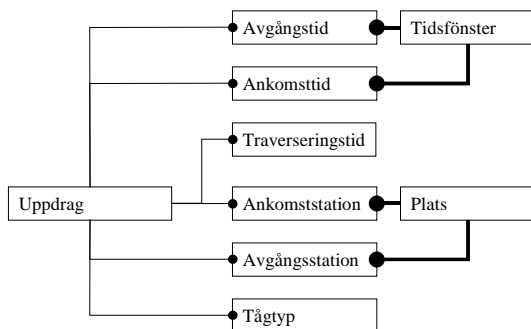 Avgångstid
Tidsfönster
Ankomsttid
Traverseringstid
Uppdrag
Ankomststation
Plats
Avgångsstation
Tågtyp